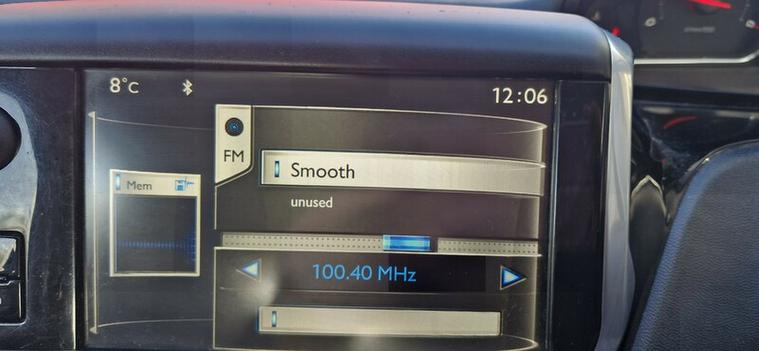 8°C
12:06
FM
Smooth
Mem
unused
100.40 MHz